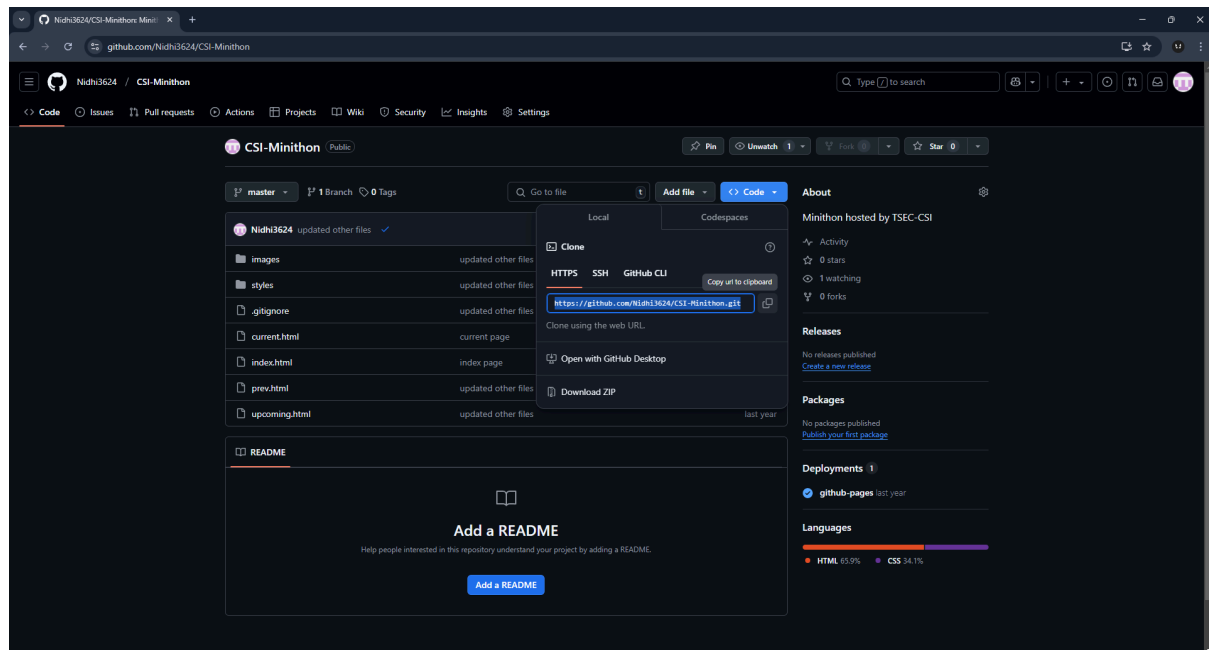 Nidhi3624/CSI-Minithon: Minit
github.com/Nidhi3624/CSI-Minithon
Nidhi3624 / CSI-Minithon
Type / to search
Code Issues Pull requests Actions Projects Wiki Security Insights Settings
CSI-Minithon Public
Pin Unwatch 1 Fork 0 Star 0
master 1 Branch 0 Tags
Go to file t Add file Code
Nidhi3624 updated other files
images updated other files
styles updated other files
.gitignore updated other files
current.html current page
index.html index page
prev.html updated other files
upcoming.html updated other files last year
Local Codespaces
Clone
HTTPS SSH GitHub CLI
Copy url to clipboard
https://github.com/Nidhi3624/CSI-Minithon.git
Clone using the web URL.
Open with GitHub Desktop
Download ZIP
README
Add a README
Help people interested in this repository understand your project by adding a README.
Add a README
About
Minithon hosted by TSEC-CSI
Activity
0 stars
1 watching
0 forks
Releases
No releases published
Create a new release
Packages
No packages published
Publish your first package
Deployments 1
github-pages last year
Languages
HTML 65.9% CSS 34.1%